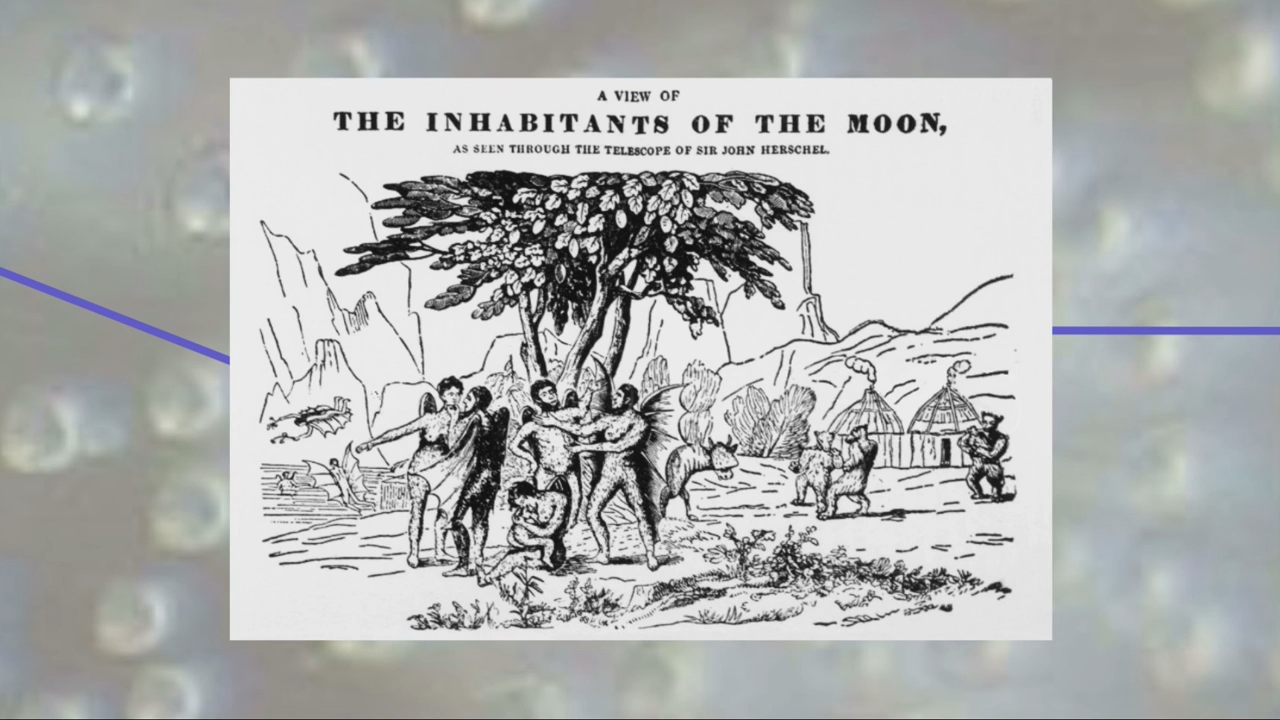 A VIEW OF
THE INHABITANTS OF THE MOON,
AS SEEN THROUGH THE TELESCOPE OF SIR JOHN HERSCHEL.